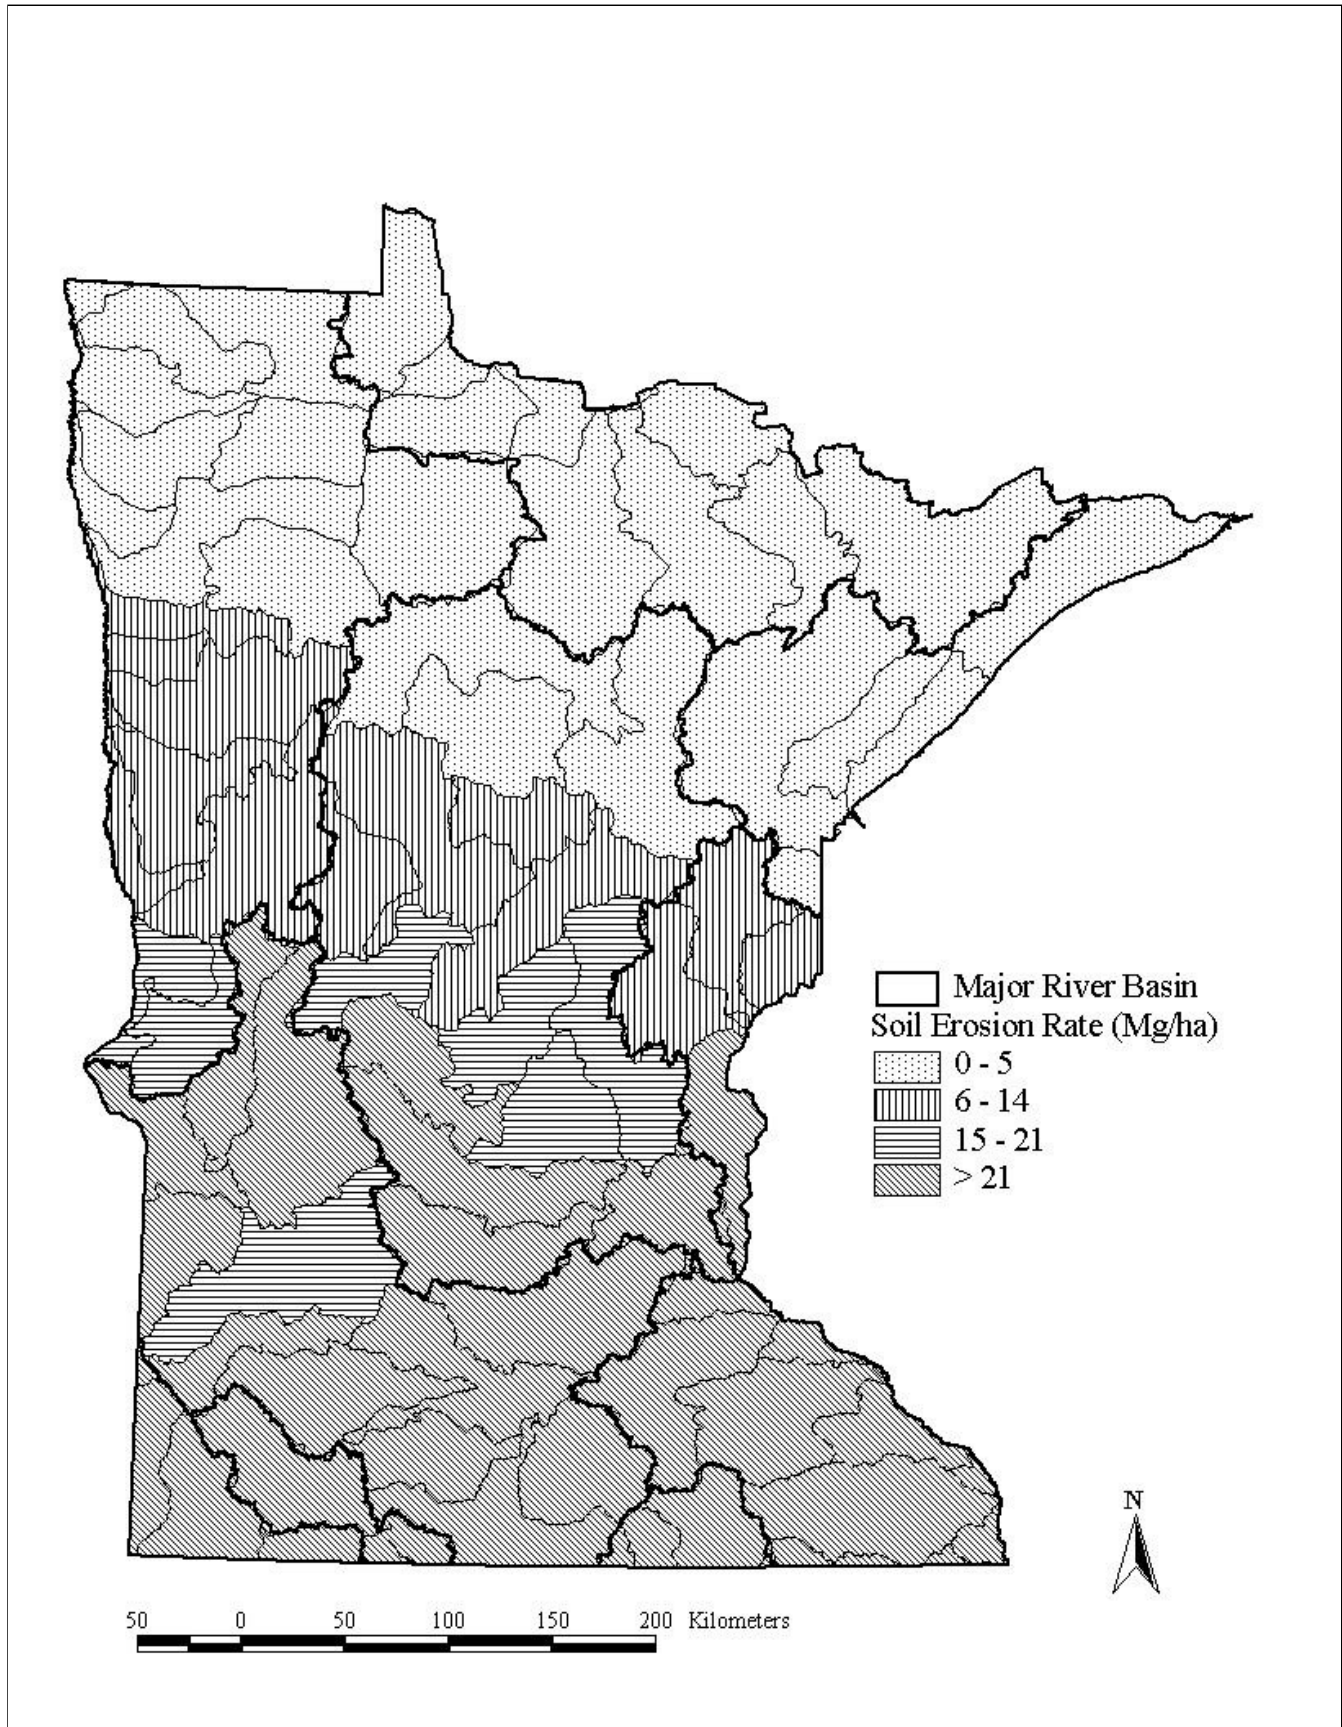 Major River Basin
Soil Erosion Rate (Mg/ha)
0 - 5
6 - 14
15 - 21
> 21
N
50 0 50 100 150 200 Kilometers